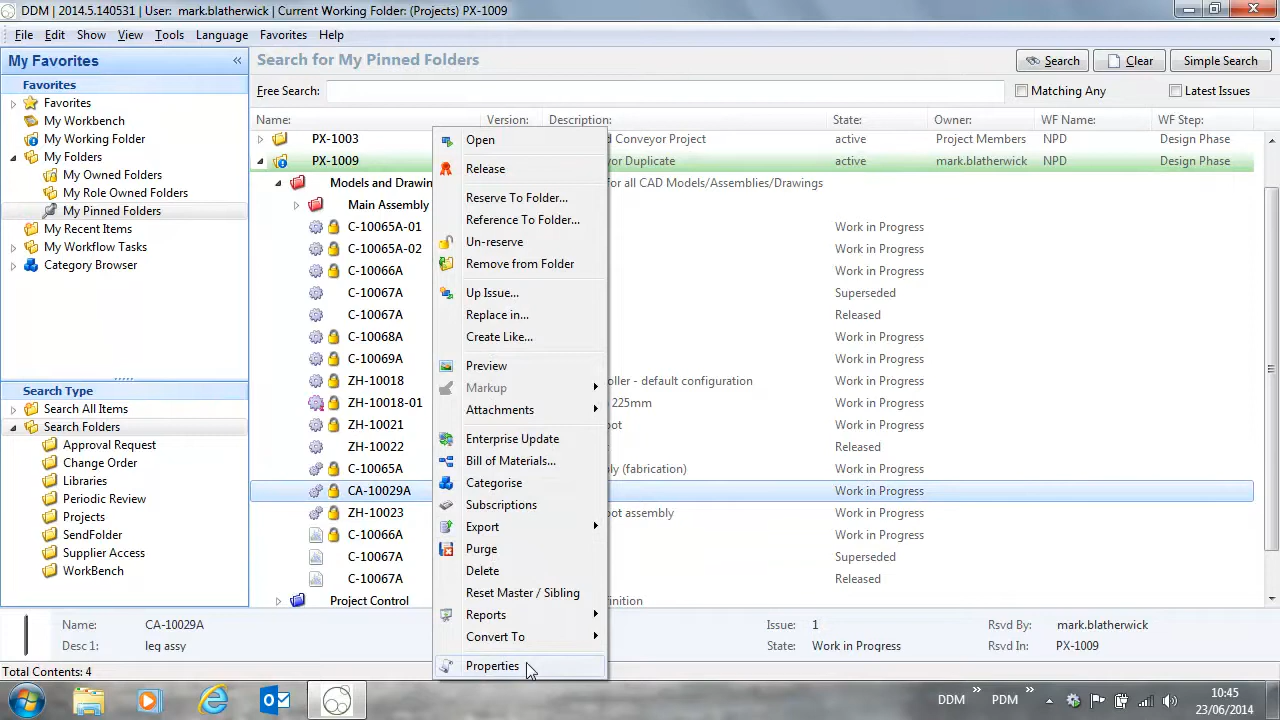 DDM | 2014.5.140531 | User: mark.blatherwick | Current Working Folder: (Projects) PX-1009
File Edit Show View Tools Language Favorites Help
My Favorites «
Favorites
Favorites
My Workbench
My Working Folder
My Folders
My Owned Folders
My Role Owned Folders
My Pinned Folders
My Recent Items
My Workflow Tasks
Category Browser
Search Type
Search All Items
Search Folders
Approval Request
Change Order
Libraries
Periodic Review
Projects
SendFolder
Supplier Access
WorkBench
Search for My Pinned Folders Search Clear Simple Search
Free Search: Matching Any Latest Issues
Name: Version: Description: State: Owner: WF Name: WF Step:
PX-1003 d Conveyor Project active Project Members NPD Design Phase
PX-1009 yor Duplicate active mark.blatherwick NPD Design Phase
Models and Drawin for all CAD Models/Assemblies/Drawings
Main Assembly
C-10065A-01 Work in Progress
C-10065A-02 Work in Progress
C-10066A Work in Progress
C-10067A Superseded
C-10067A Released
C-10068A Work in Progress
C-10069A Work in Progress
ZH-10018 ller - default configuration Work in Progress
ZH-10018-01 225mm Work in Progress
ZH-10021 ot Work in Progress
ZH-10022 Released
C-10065A ly (fabrication) Work in Progress
CA-10029A Work in Progress
ZH-10023 ot assembly Work in Progress
C-10066A Work in Progress
C-10067A Superseded
C-10067A Released
Project Control inition
Open
Release
Reserve To Folder...
Reference To Folder...
Un-reserve
Remove from Folder
Up Issue...
Replace in...
Create Like...
Preview
Markup
Attachments
Enterprise Update
Bill of Materials...
Categorise
Subscriptions
Export
Purge
Delete
Reset Master / Sibling
Reports
Convert To
Properties
Name: CA-10029A Issue: 1 Rsvd By: mark.blatherwick
Desc 1: leg assy State: Work in Progress Rsvd In: PX-1009
Total Contents: 4
DDM » PDM » 10:45
23/06/2014